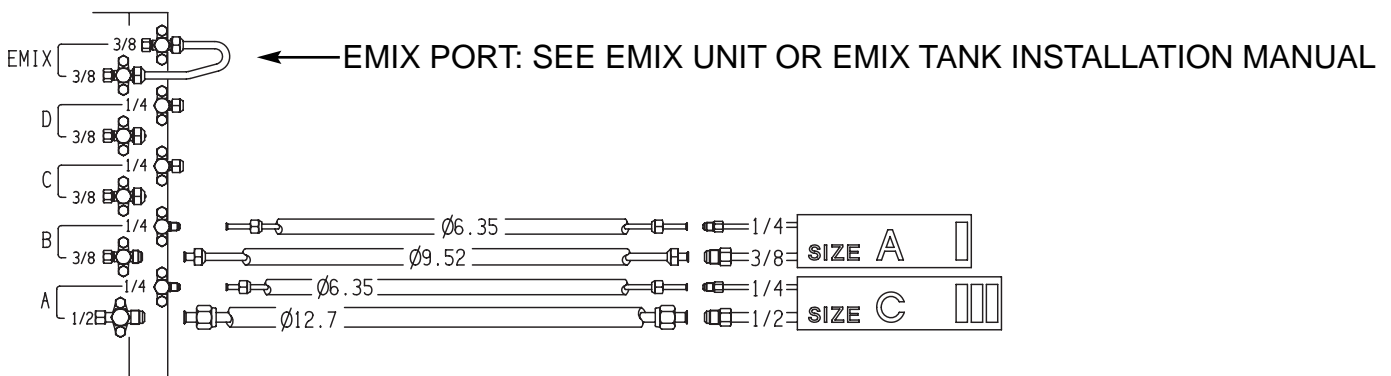 EMIX
3/8
3/8
EMIX PORT: SEE EMIX UNIT OR EMIX TANK INSTALLATION MANUAL
D
1/4
3/8
C
1/4
3/8
B
1/4
3/8
Ø6.35
1/4
Ø9.52
3/8
SIZE A
A
1/4
1/2
Ø6.35
1/4
Ø12.7
1/2
SIZE C